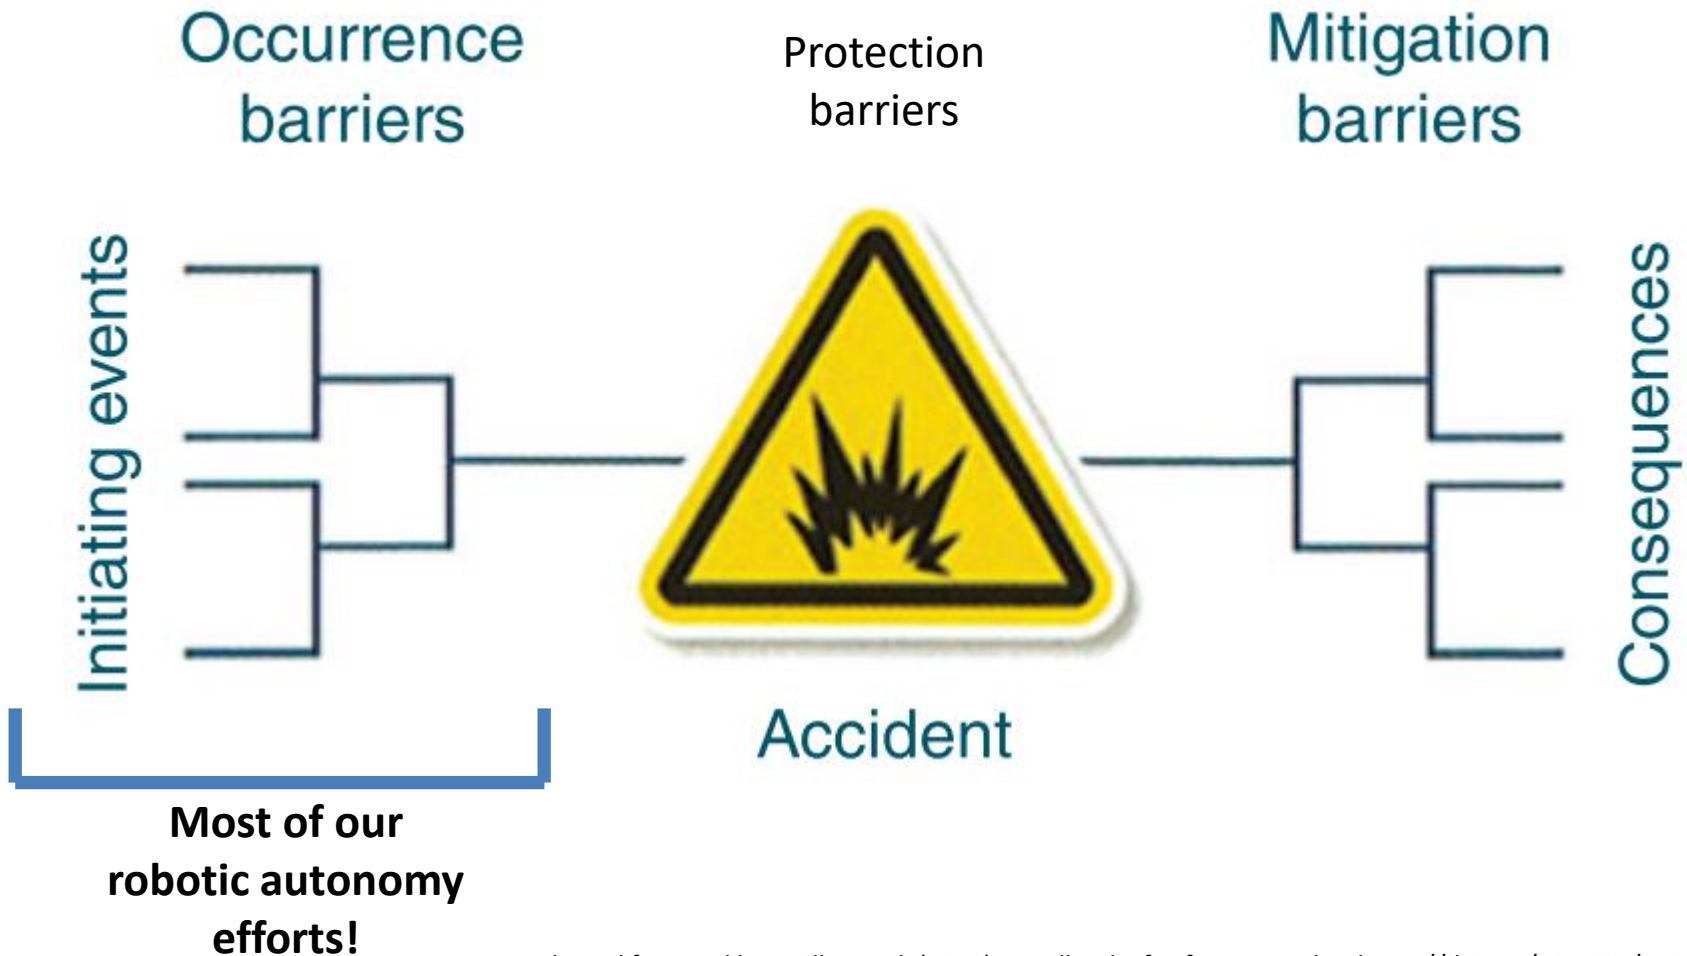 Occurrence
barriers
Protection
barriers
Mitigation
barriers
Initiating events
Consequences
Accident
Most of our
robotic autonomy
efforts!